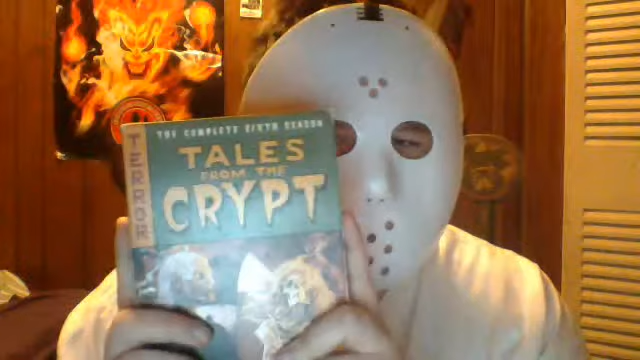 THE COMPLETE SIXTH SEASON
TERROR
TALES
FROM THE
CRYPT